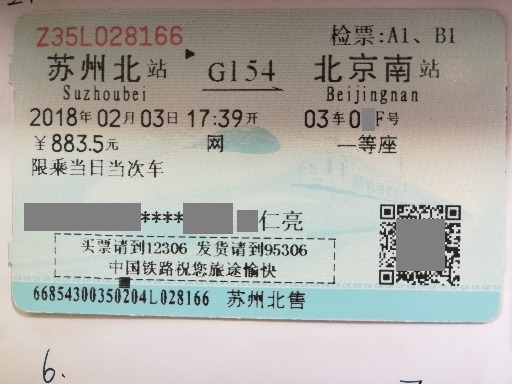 Z35L028166 检票:A1、B1
苏州北站 G154 北京南站
Suzhoubei Beijingnan
2018年02月03日17:39开 03车0 F号
￥883.5元 网 一等座
限乘当日当次车
**** 仁亮
买票请到12306 发货请到95306
中国铁路祝您旅途愉快
66854300350204L028166 苏州北售
6.